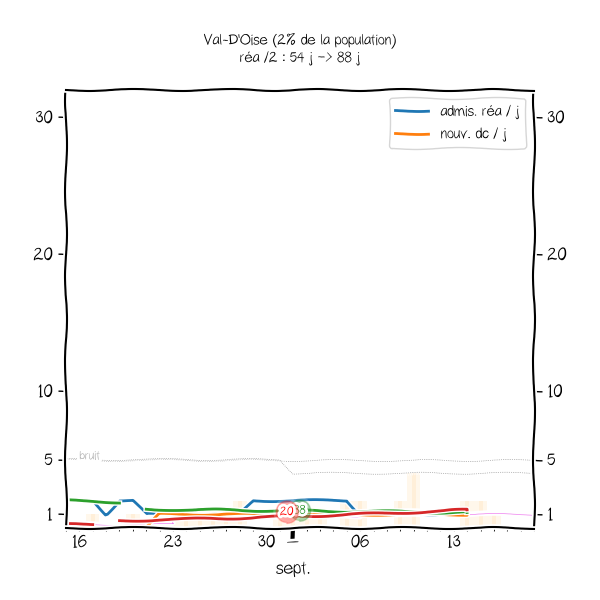 Val-D'Oise (2% de la population)
réa /2 : 54 j -> 88 j
admis. réa / j
nouv. dc / j
30
30
20
20
10
10
5
bruit
5
1
20
1
16
23
30
06
13
sept.